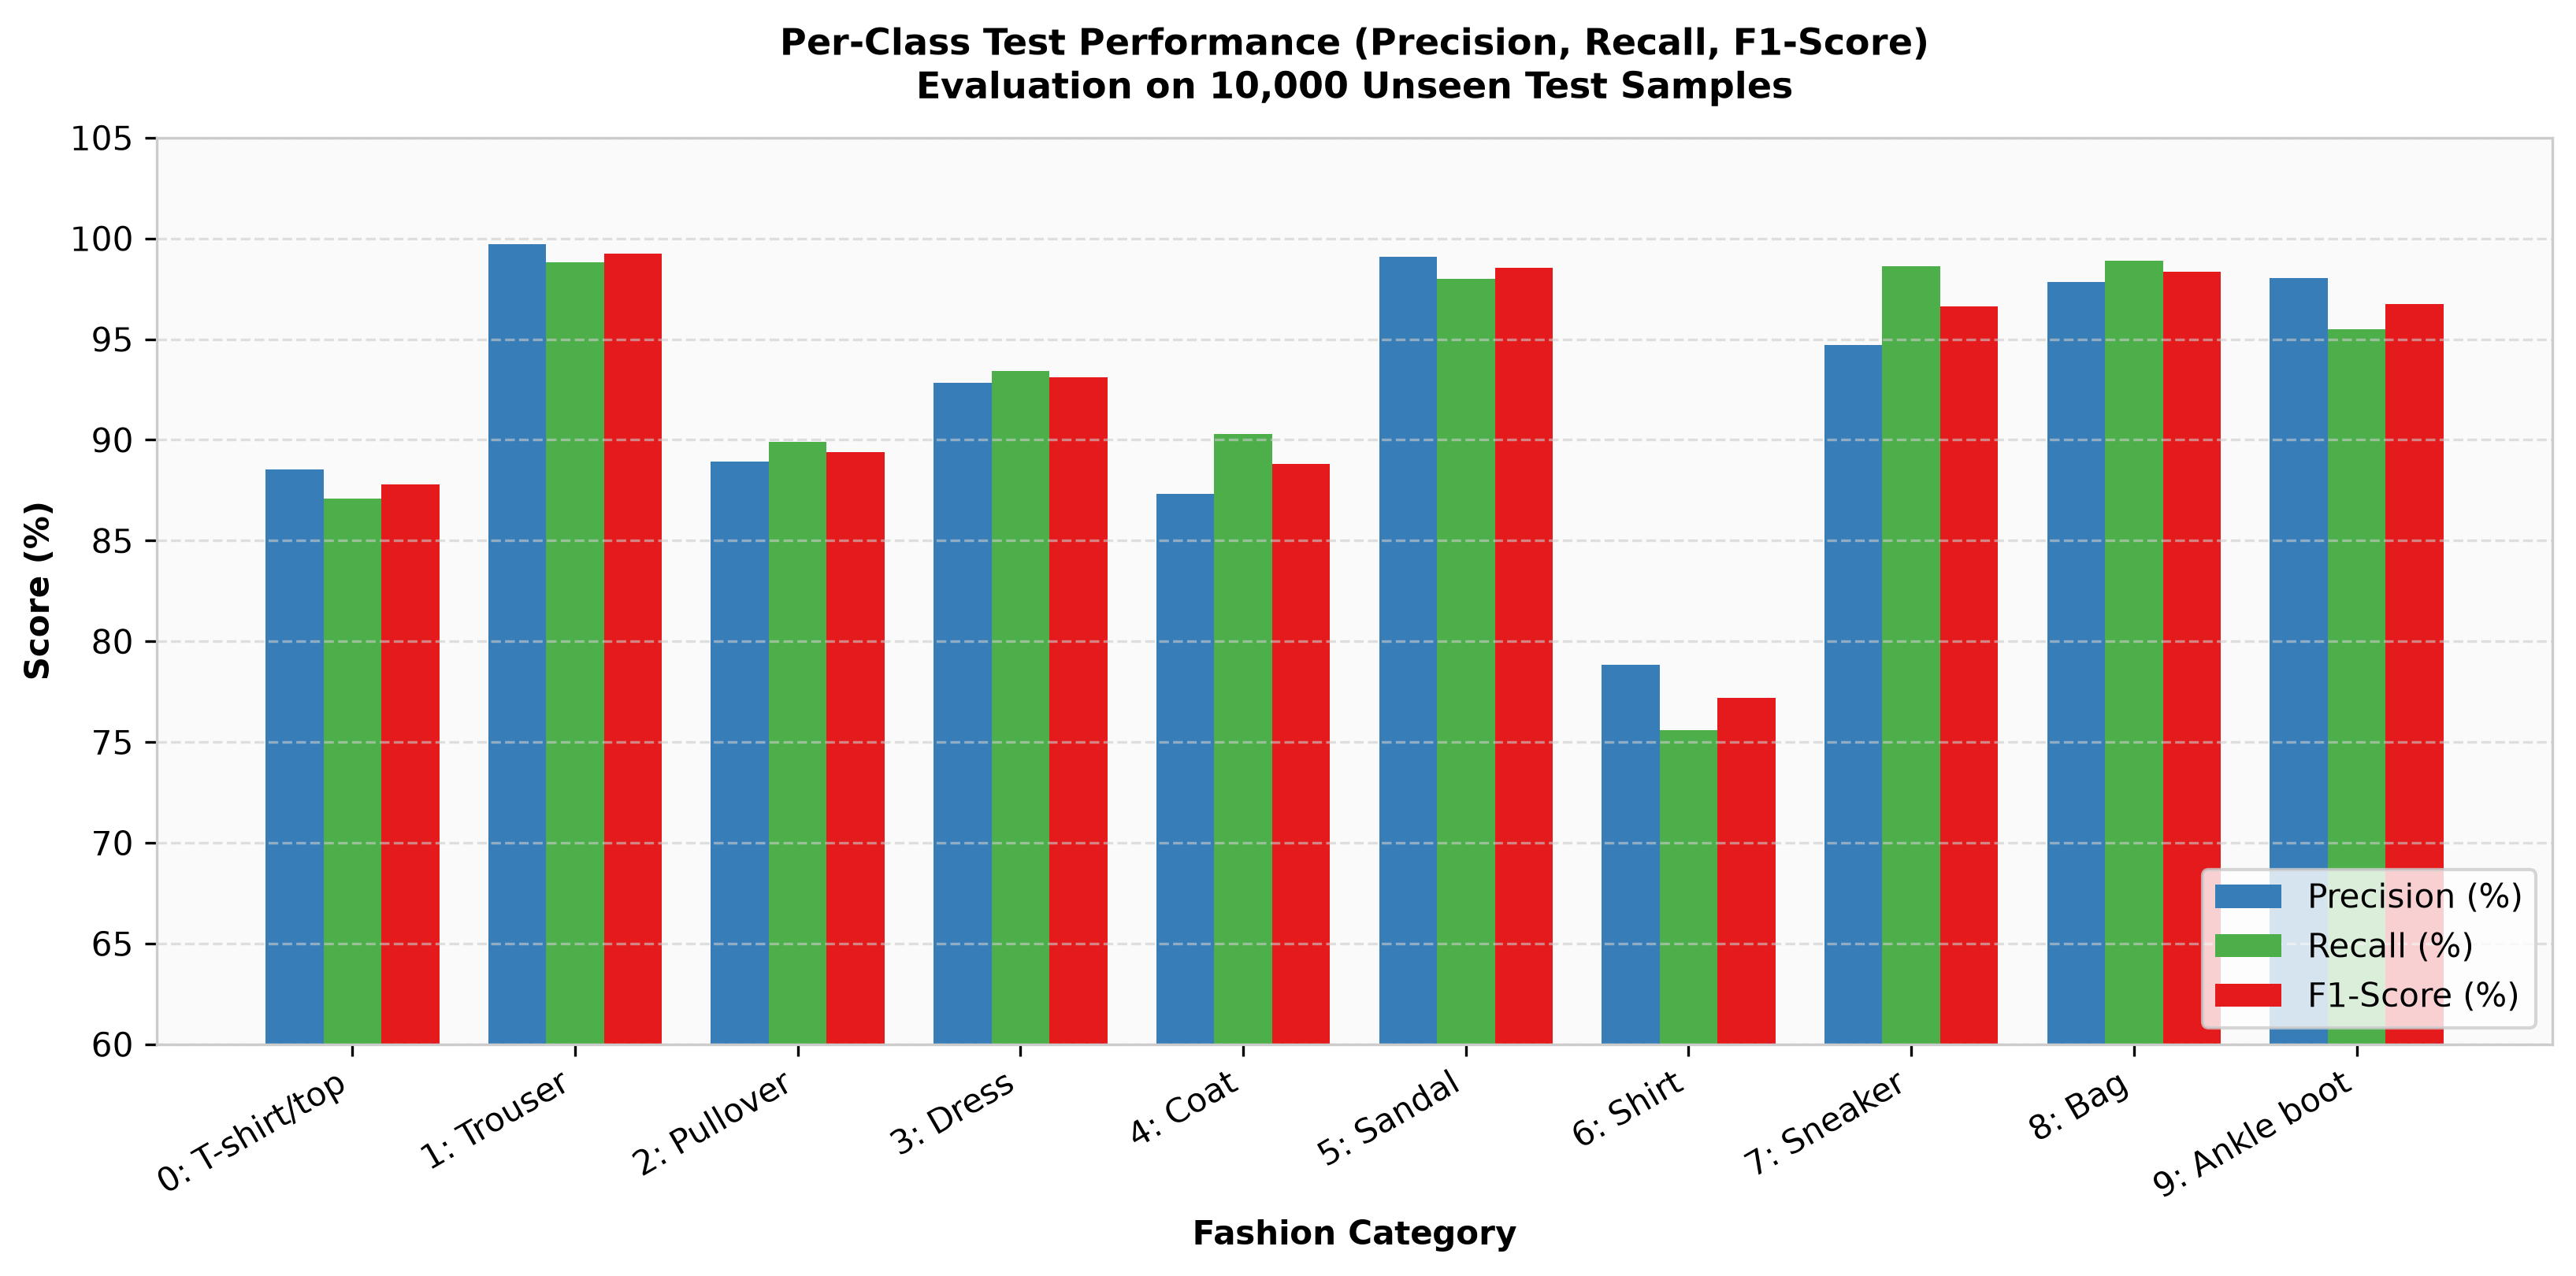 Per-Class Test Performance (Precision, Recall, F1-Score)
Evaluation on 10,000 Unseen Test Samples
105
100
95
90
85
80
75
70
65
60
Score (%)
Precision (%)
Recall (%)
F1-Score (%)
0: T-shirt/top
1: Trouser
2: Pullover
3: Dress
4: Coat
5: Sandal
6: Shirt
7: Sneaker
8: Bag
9: Ankle boot
Fashion Category